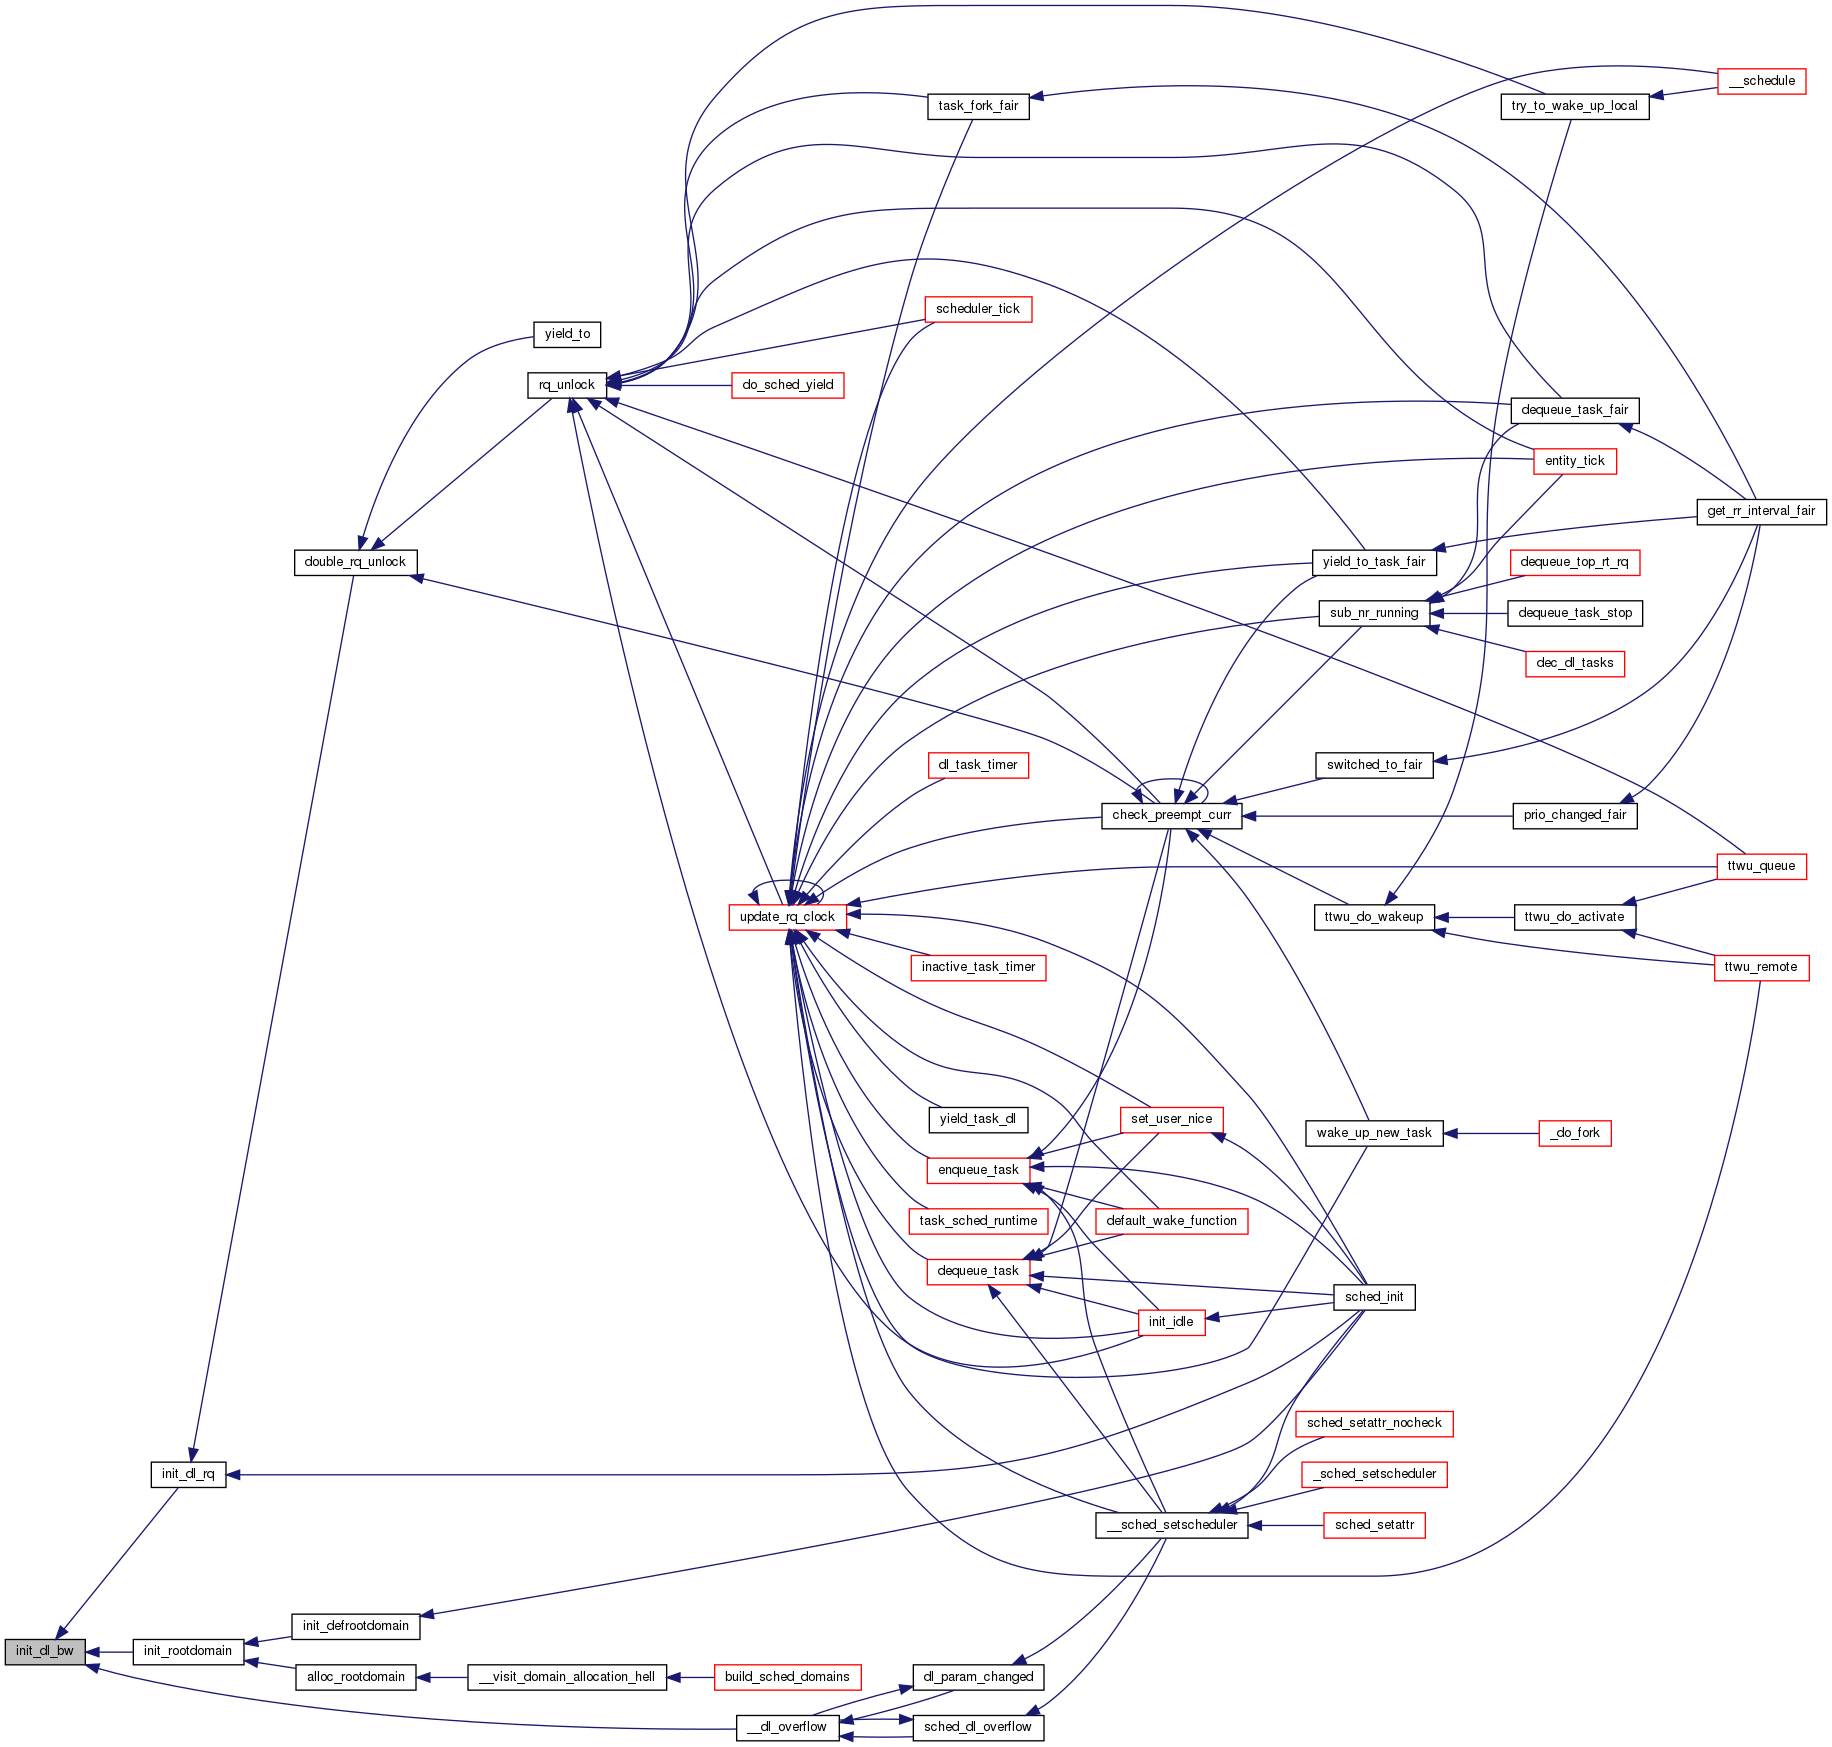 __schedule
task_fork_fair
try_to_wake_up_local
scheduler_tick
yield_to
rq_unlock
do_sched_yield
dequeue_task_fair
entity_tick
get_rr_interval_fair
double_rq_unlock
yield_to_task_fair
dequeue_top_rt_rq
sub_nr_running
dequeue_task_stop
dec_dl_tasks
dl_task_timer
switched_to_fair
check_preempt_curr
prio_changed_fair
ttwu_queue
update_rq_clock
ttwu_do_wakeup
ttwu_do_activate
inactive_task_timer
ttwu_remote
yield_task_dl
set_user_nice
wake_up_new_task
_do_fork
enqueue_task
task_sched_runtime
default_wake_function
dequeue_task
sched_init
init_idle
sched_setattr_nocheck
init_dl_rq
_sched_setscheduler
__sched_setscheduler
sched_setattr
init_defrootdomain
init_dl_bw
init_rootdomain
alloc_rootdomain
__visit_domain_allocation_hell
build_sched_domains
dl_param_changed
__dl_overflow
sched_dl_overflow